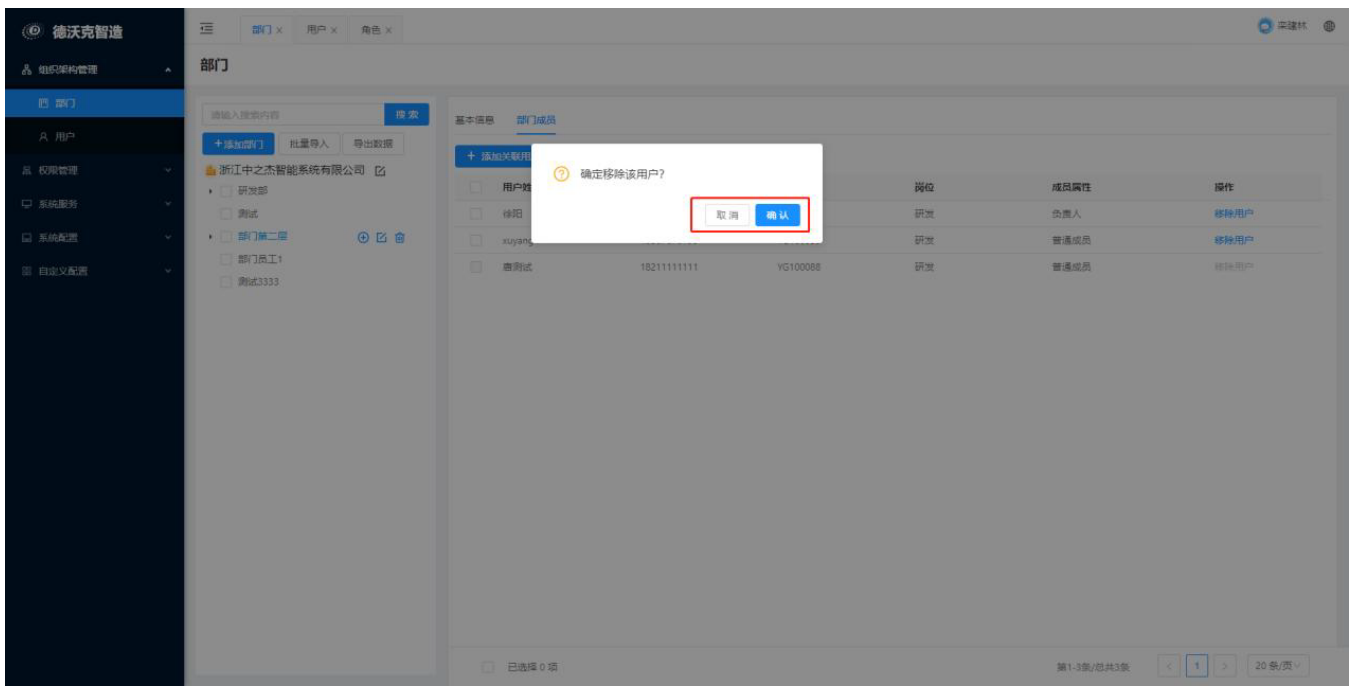 德沃克智造
部门 × 用户 × 角色 ×
栾建林
组织架构管理
部门
部门
用户
权限管理
系统服务
系统配置
自定义配置
请输入搜索内容 搜索
+添加部门 批量导入 导出数据
浙江中之杰智能系统有限公司
研发部
测试
部门第二层
部门员工1
测试3333
基本信息 部门成员
+ 添加关联用
确定移除该用户?
取消 确认
用户姓 岗位 成员属性 操作
徐阳 研发 负责人 移除用户
xuyang 研发 普通成员 移除用户
唐测试 18211111111 YG100088 研发 普通成员 移除用户
已选择 0 项
第1-3条/总共3条 < 1 > 20 条/页